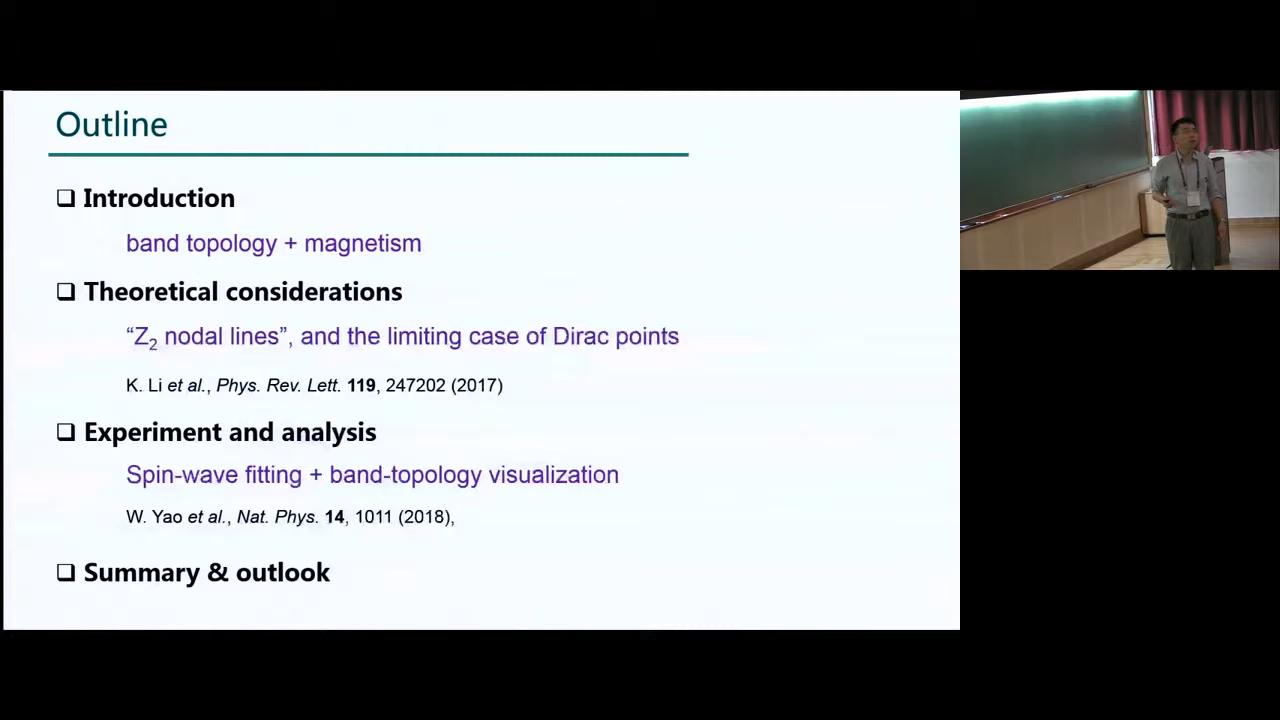 Outline
❑ Introduction
band topology + magnetism
❑ Theoretical considerations
“Z₂ nodal lines”, and the limiting case of Dirac points
K. Li et al., Phys. Rev. Lett. 119, 247202 (2017)
❑ Experiment and analysis
Spin-wave fitting + band-topology visualization
W. Yao et al., Nat. Phys. 14, 1011 (2018),
❑ Summary & outlook